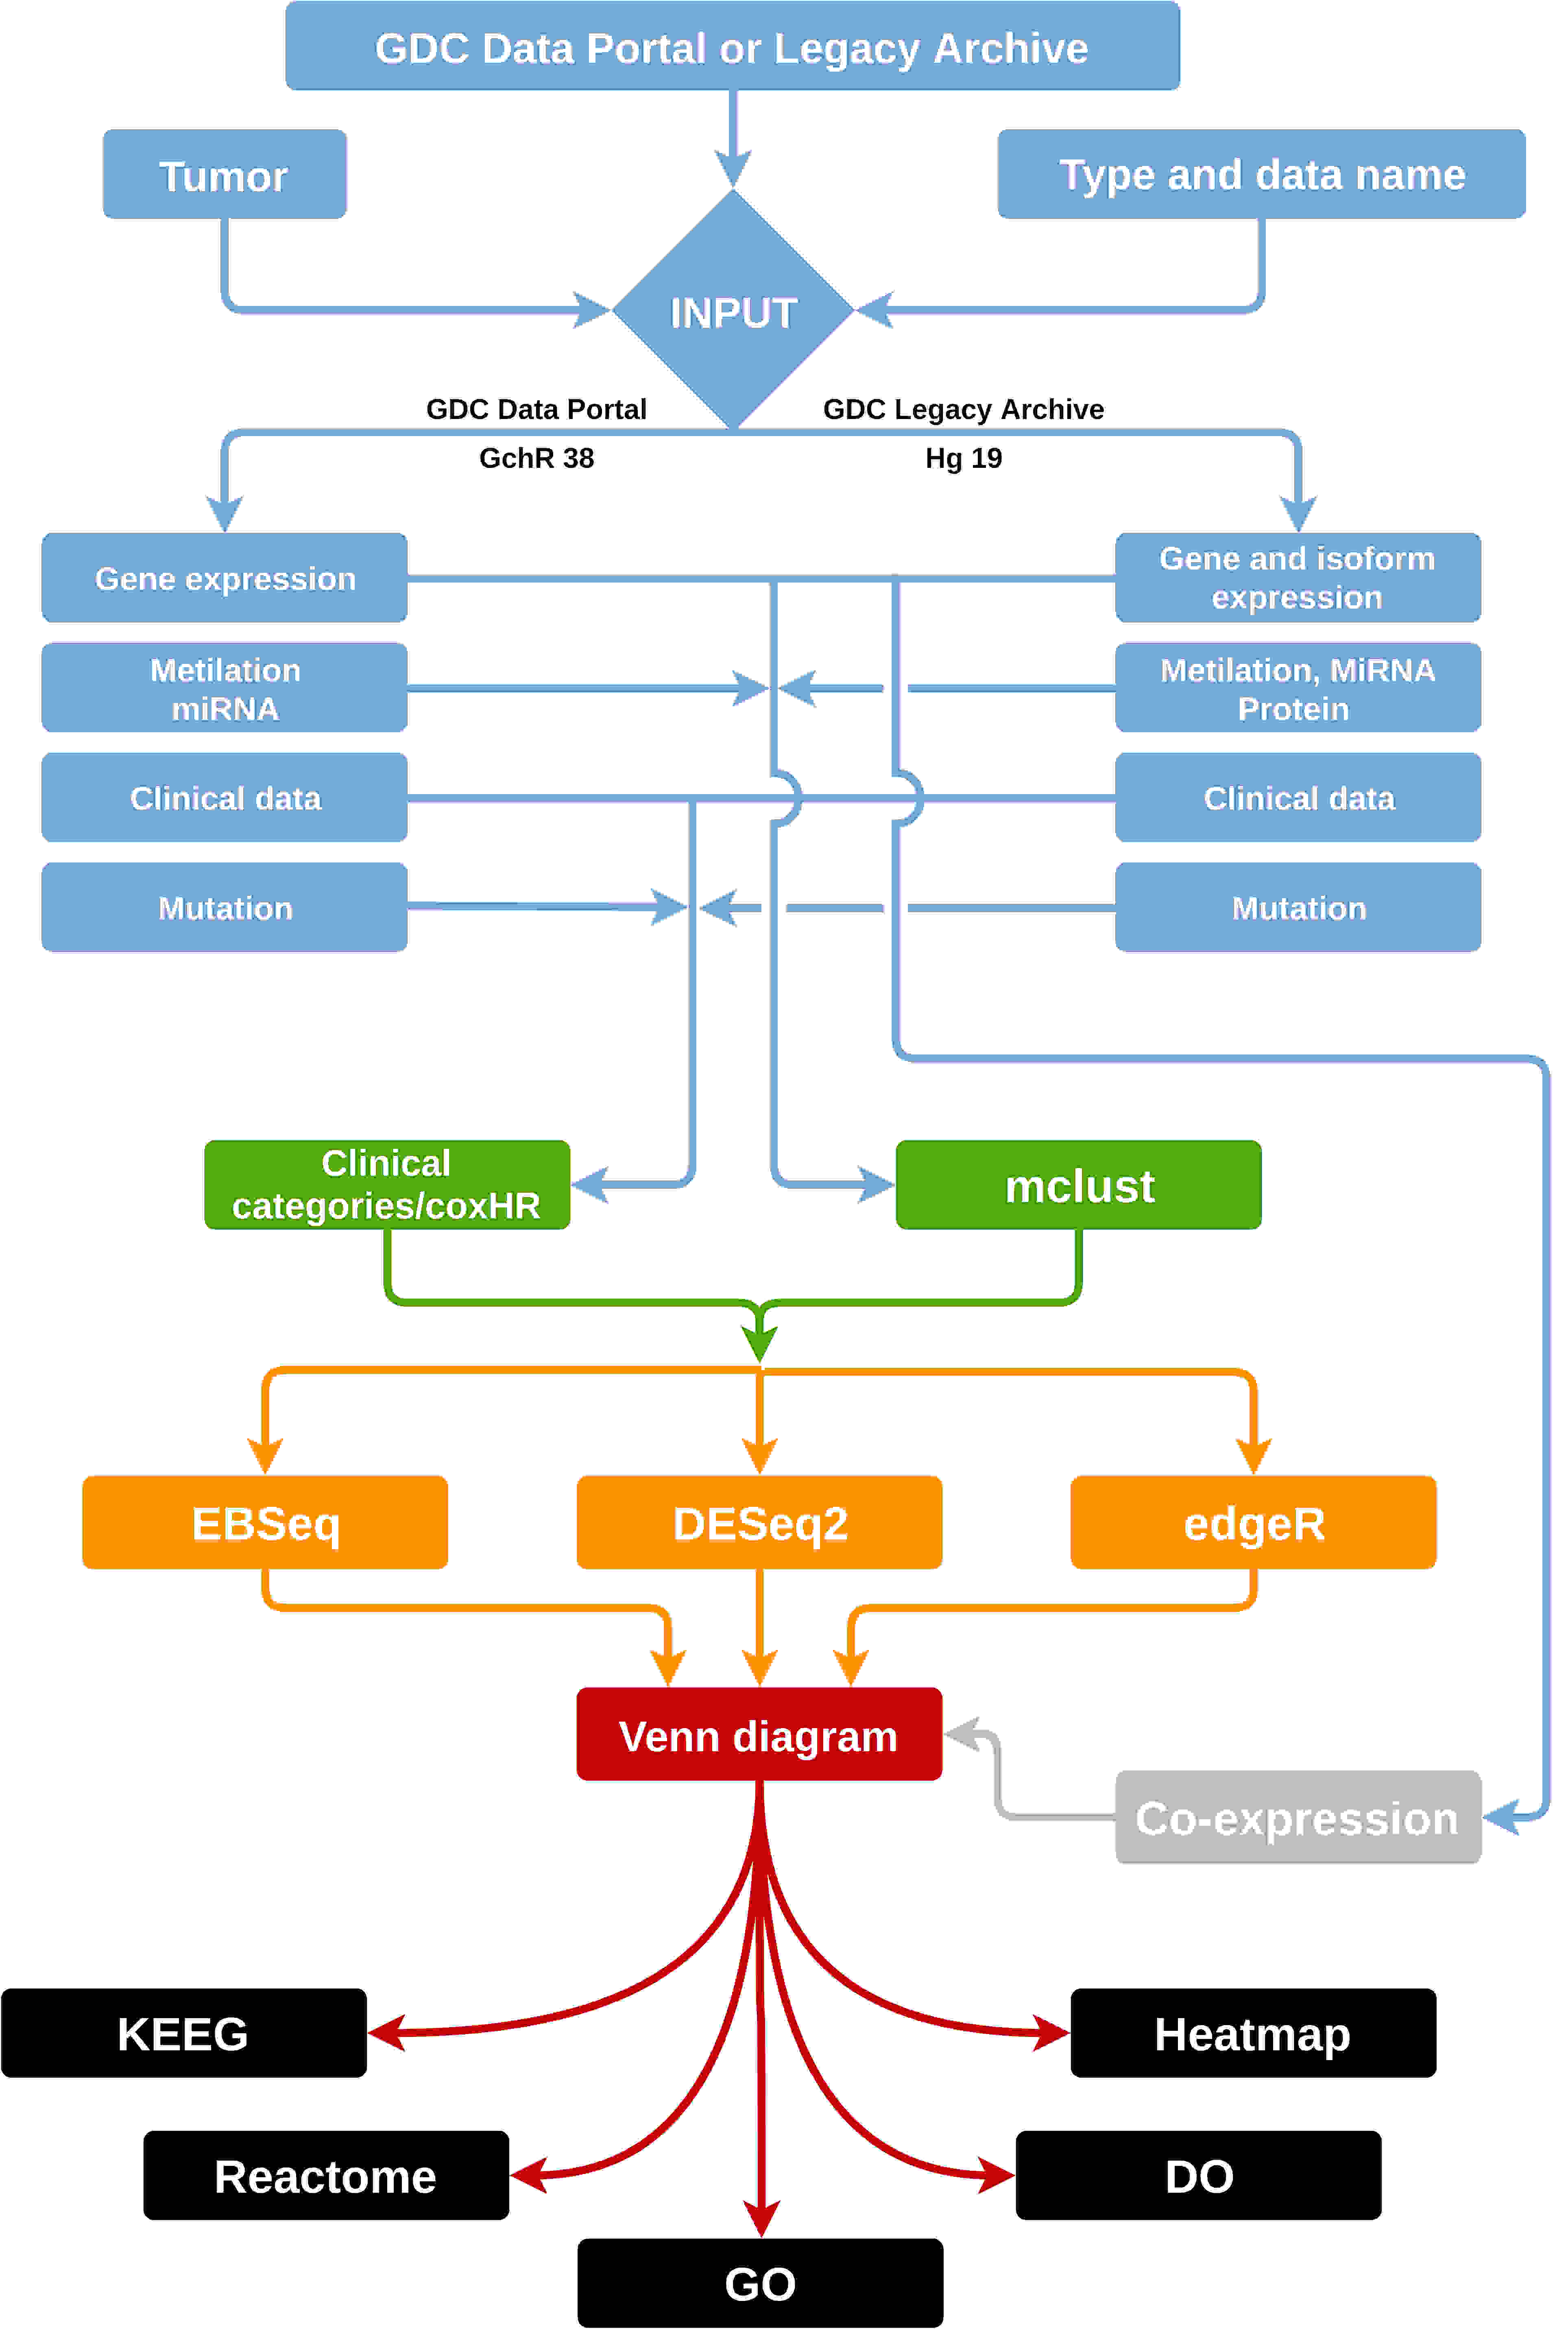 GDC Data Portal or Legacy Archive
Tumor
Type and data name
INPUT
GDC Data Portal
GDC Legacy Archive
GchR 38
Hg 19
Gene expression
Gene and isoform
expression
Metilation
miRNA
Metilation, MiRNA
Protein
Clinical data
Clinical data
Mutation
Mutation
Clinical
categories/coxHR
mclust
EBSeq
DESeq2
edgeR
Venn diagram
Co-expression
KEEG
Heatmap
Reactome
DO
GO